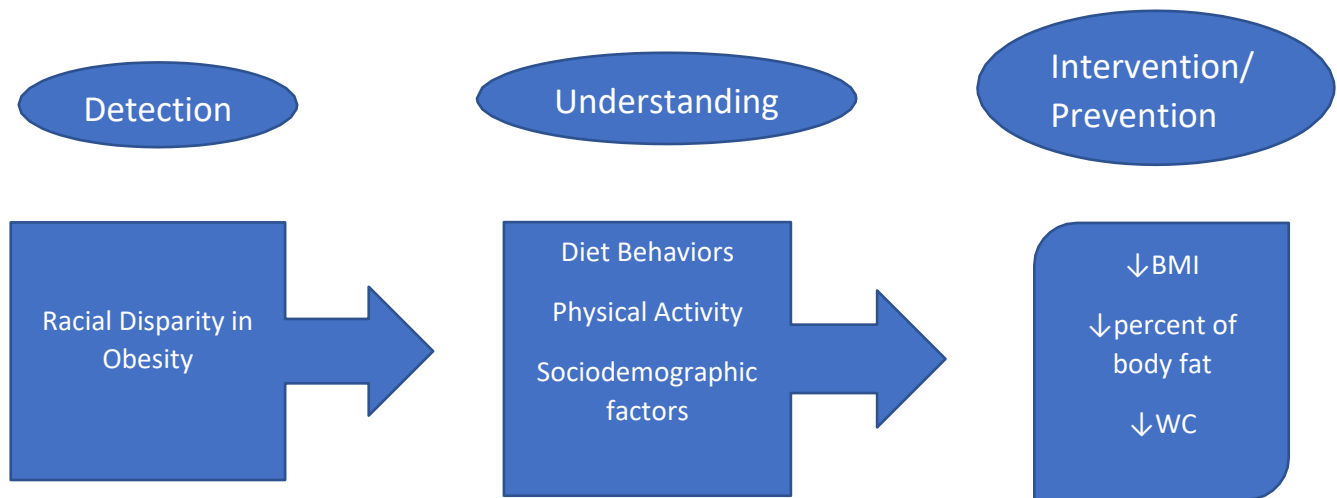 Detection
Understanding
Intervention/
Prevention
Racial Disparity in
Obesity
Diet Behaviors
Physical Activity
Sociodemographic
factors
↓BMI
↓percent of
body fat
↓WC